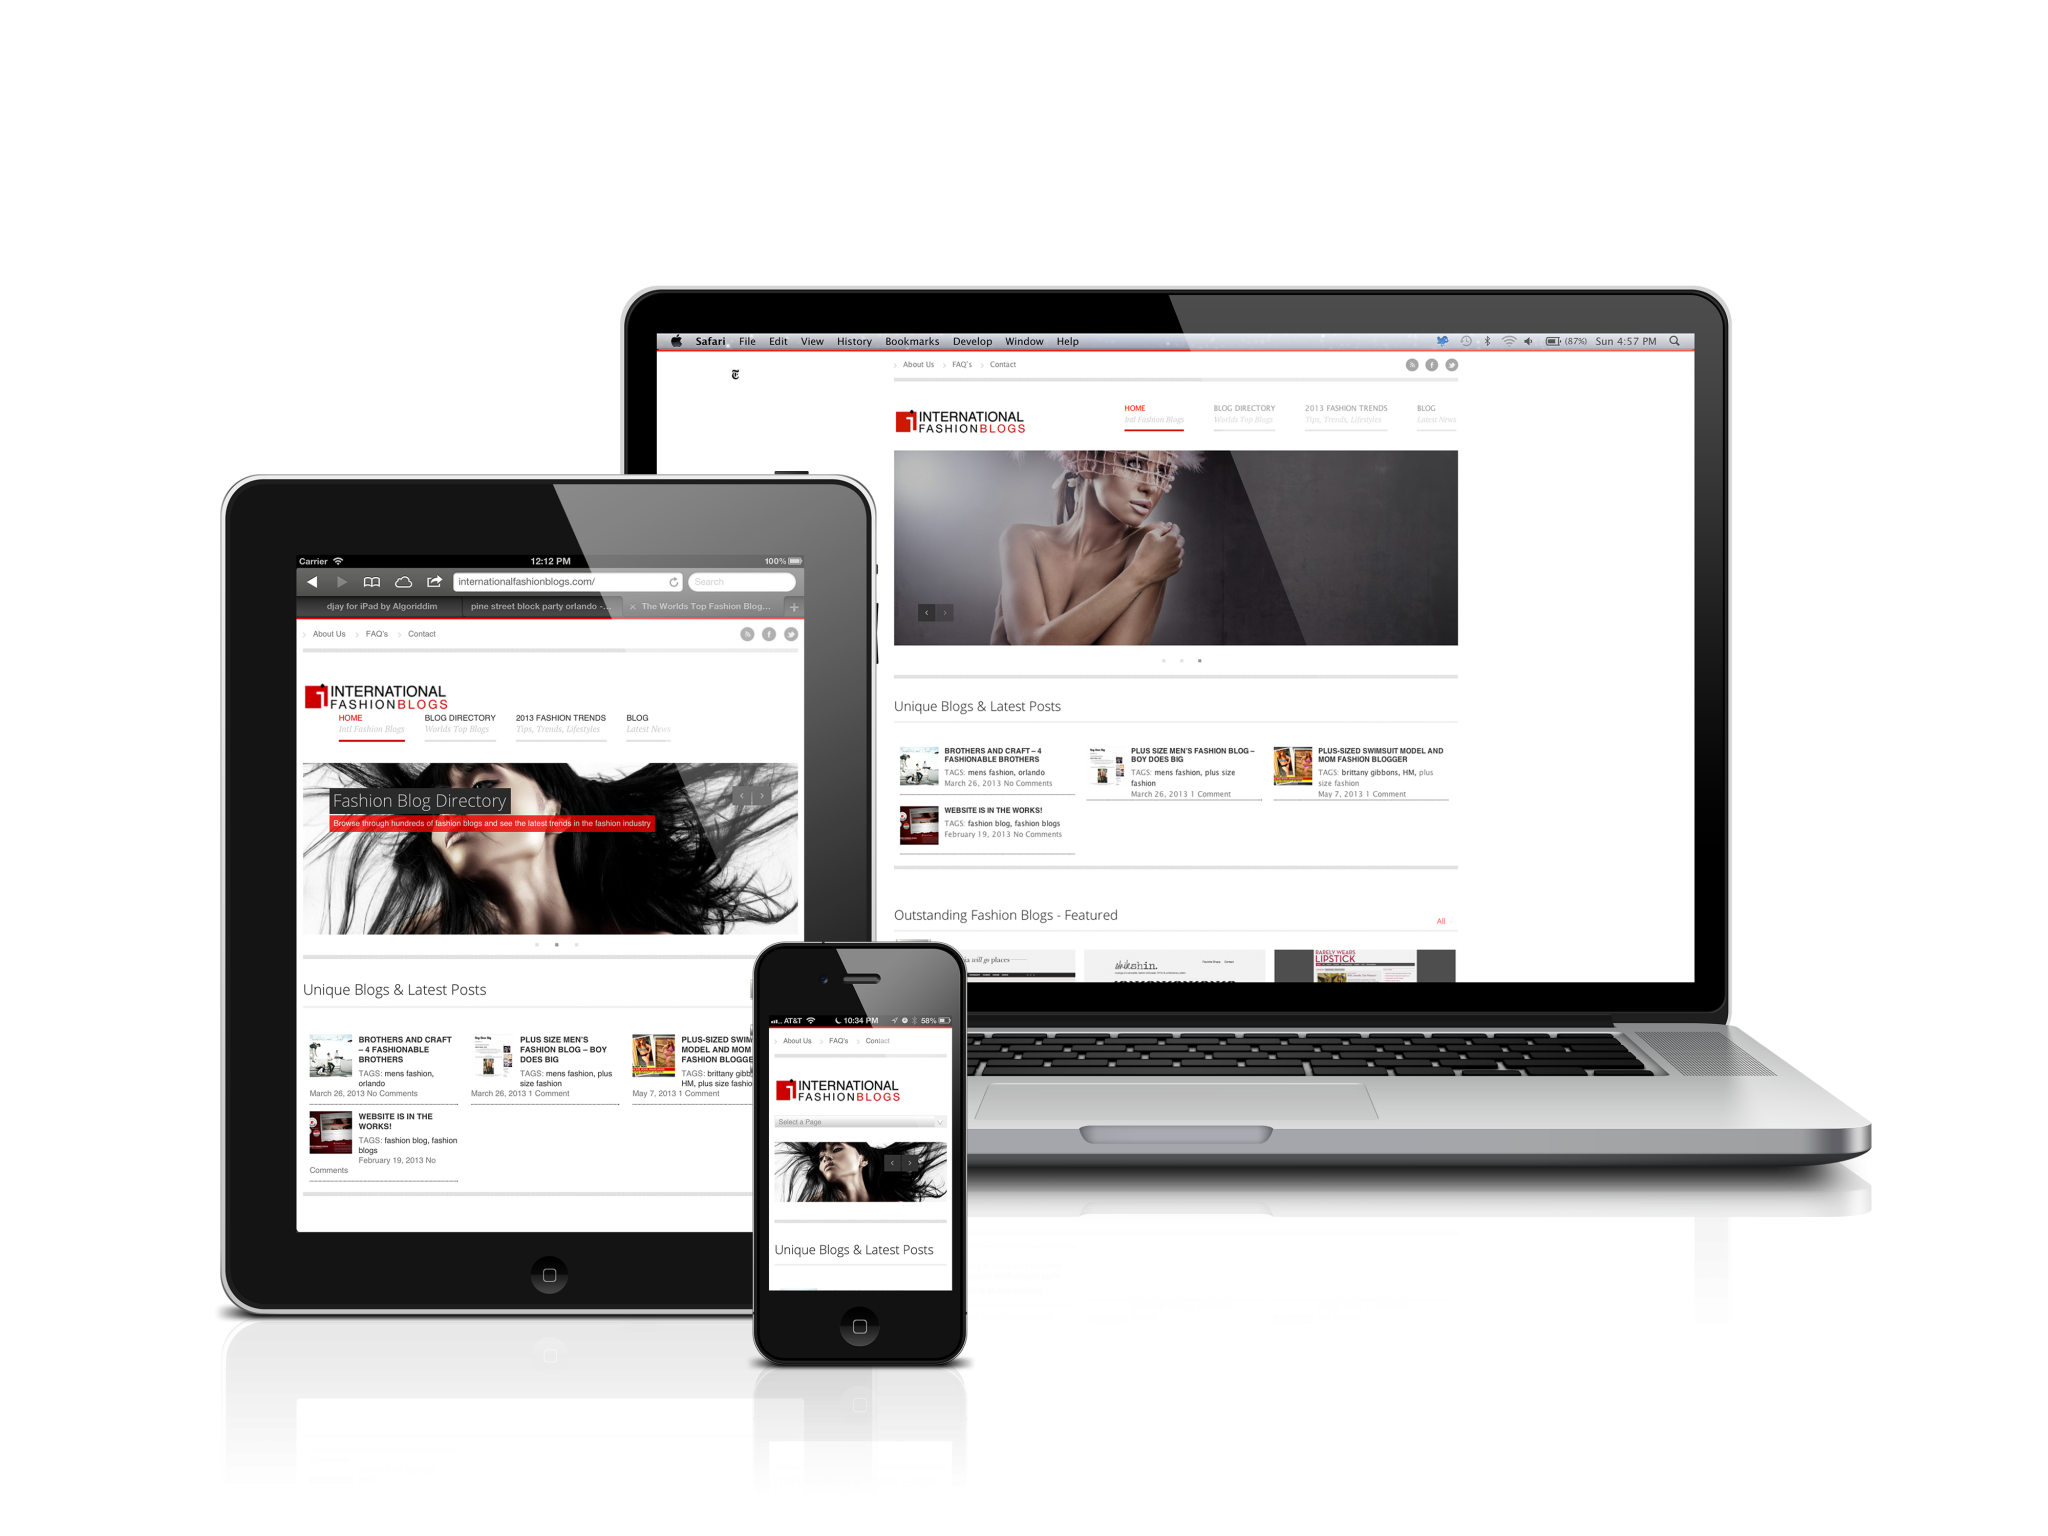 Safari File Edit View History Bookmarks Develop Window Help
(87%) Sun 4:57 PM
About Us FAQ's Contact
INTERNATIONAL
FASHIONBLOGS
HOME BLOG DIRECTORY 2013 FASHION TRENDS BLOG
Intl Fashion Blogs Worlds Top Blogs Tips, Trends, Lifestyles Latest News
Unique Blogs & Latest Posts
BROTHERS AND CRAFT – 4
FASHIONABLE BROTHERS
TAGS: mens fashion, orlando
March 26, 2013 No Comments
PLUS SIZE MEN'S FASHION BLOG –
BOY DOES BIG
TAGS: mens fashion, plus size
fashion
March 26, 2013 1 Comment
PLUS-SIZED SWIMSUIT MODEL AND
MOM FASHION BLOGGER
TAGS: brittany gibbons, HM, plus
size fashion
May 7, 2013 1 Comment
WEBSITE IS IN THE WORKS!
TAGS: fashion blog, fashion blogs
February 19, 2013 No Comments
Outstanding Fashion Blogs - Featured
All
will go places
RARELY WEARS
LIPSTICK
Carrier 12:12 PM 100%
internationalfashionblogs.com/ Search
djay for iPad by Algoriddim pine street block party orlando -... The Worlds Top Fashion Blog...
About Us FAQ's Contact
INTERNATIONAL
FASHIONBLOGS
HOME BLOG DIRECTORY 2013 FASHION TRENDS BLOG
Intl Fashion Blogs Worlds Top Blogs Tips, Trends, Lifestyles Latest News
Fashion Blog Directory
Browse through hundreds of fashion blogs and see the latest trends in the fashion industry
Unique Blogs & Latest Posts
BROTHERS AND CRAFT
– 4 FASHIONABLE
BROTHERS
TAGS: mens fashion,
orlando
March 26, 2013 No Comments
PLUS SIZE MEN'S
FASHION BLOG – BOY
DOES BIG
TAGS: mens fashion, plus
size fashion
March 26, 2013 1 Comment
PLUS-SIZED SWIM
MODEL AND MOM
FASHION BLOGGE
TAGS: brittany gibb
HM, plus size fashio
May 7, 2013 1 Comment
WEBSITE IS IN THE
WORKS!
TAGS: fashion blog, fashion
blogs
February 19, 2013 No
Comments
AT&T 10:34 PM 58%
About Us FAQ's Contact
INTERNATIONAL
FASHIONBLOGS
Select a Page
Unique Blogs & Latest Posts